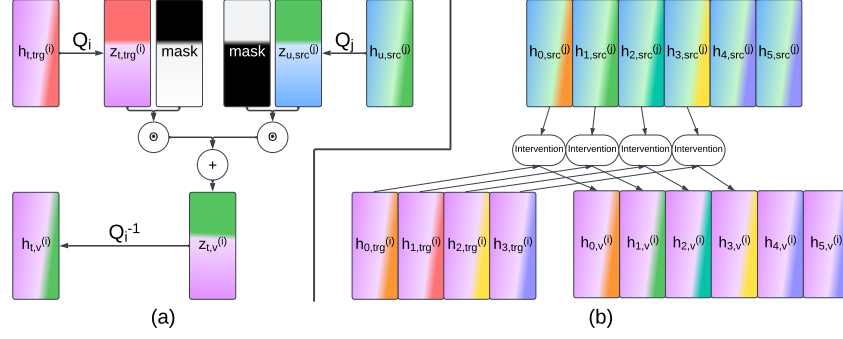 h_{t,trg}^{(i)} Q_i z_{t,trg}^{(i)} mask mask z_{u,src}^{(j)} Q_j h_{u,src}^{(j)}
+
h_{t,v}^{(i)} Q_i^{-1} z_{t,v}^{(i)}
(a)
h_{0,src}^{(j)} h_{1,src}^{(j)} h_{2,src}^{(j)} h_{3,src}^{(j)} h_{4,src}^{(j)} h_{5,src}^{(j)}
Intervention Intervention Intervention Intervention
h_{0,trg}^{(i)} h_{1,trg}^{(i)} h_{2,trg}^{(i)} h_{3,trg}^{(i)} h_{0,v}^{(i)} h_{1,v}^{(i)} h_{2,v}^{(i)} h_{3,v}^{(i)} h_{4,v}^{(i)} h_{5,v}^{(i)}
(b)